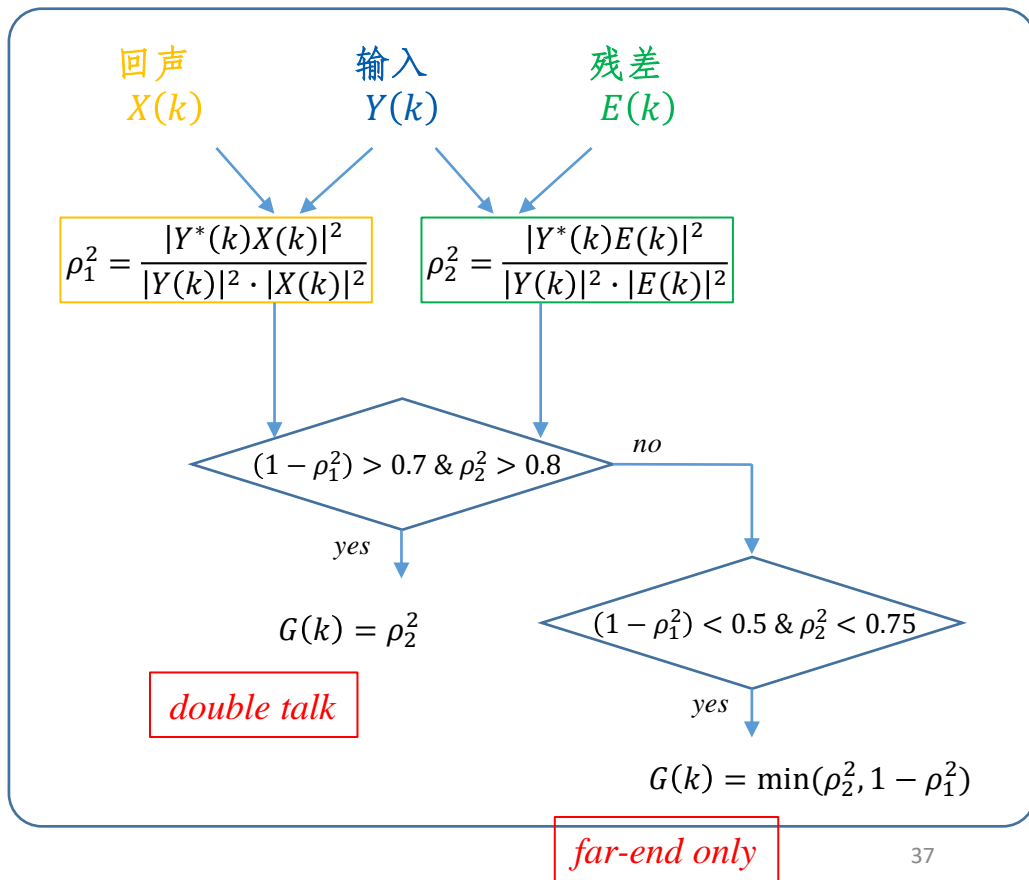 回声 输入 残差
X(k) Y(k) E(k)
ρ₁² = |Y*(k)X(k)|² / |Y(k)|² · |X(k)|²
ρ₂² = |Y*(k)E(k)|² / |Y(k)|² · |E(k)|²
(1 − ρ₁²) > 0.7 & ρ₂² > 0.8
no
yes
G(k) = ρ₂²
double talk
(1 − ρ₁²) < 0.5 & ρ₂² < 0.75
yes
G(k) = min(ρ₂², 1 − ρ₁²)
far-end only
37